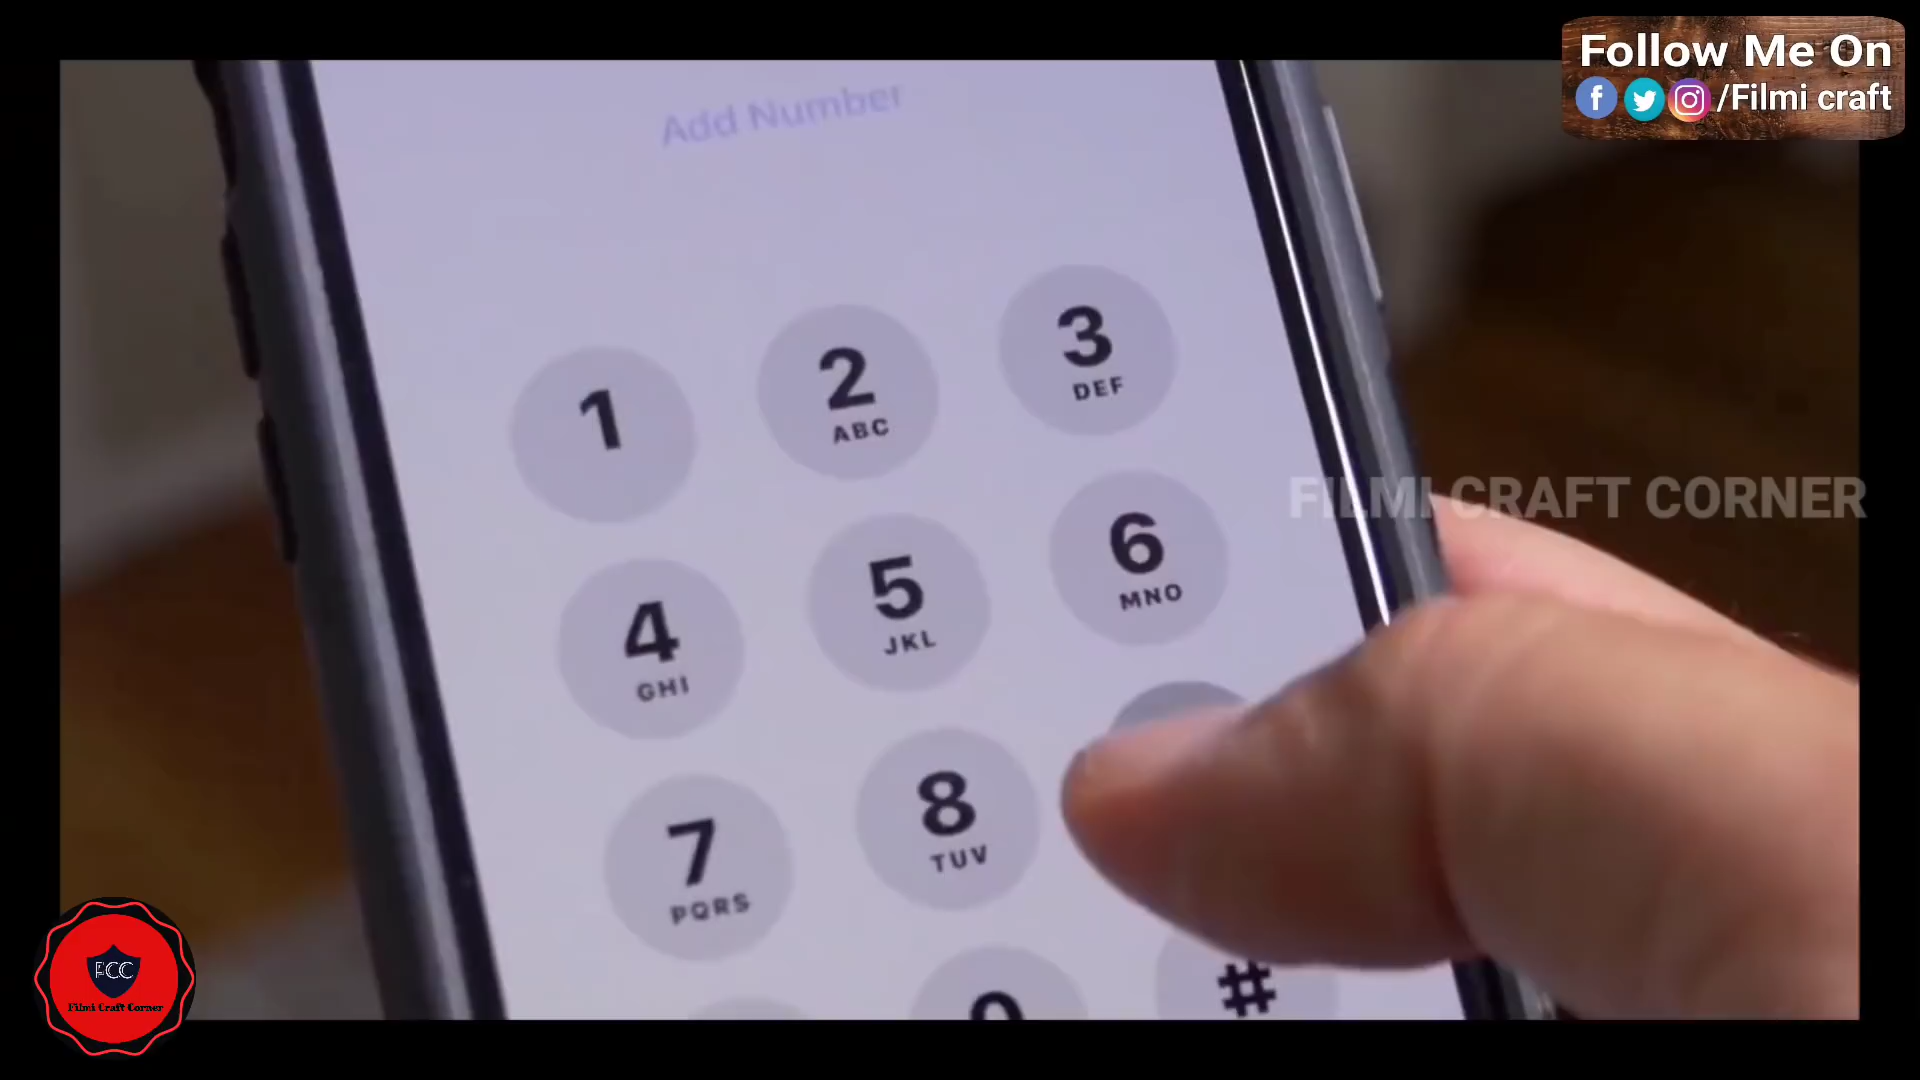 Follow Me On
/Filmi craft
Add Number
1
2
ABC
3
DEF
4
GHI
5
JKL
6
MNO
FILMI CRAFT CORNER
7
PQRS
8
TUV
0
#
FCC
Filmi Craft Corner